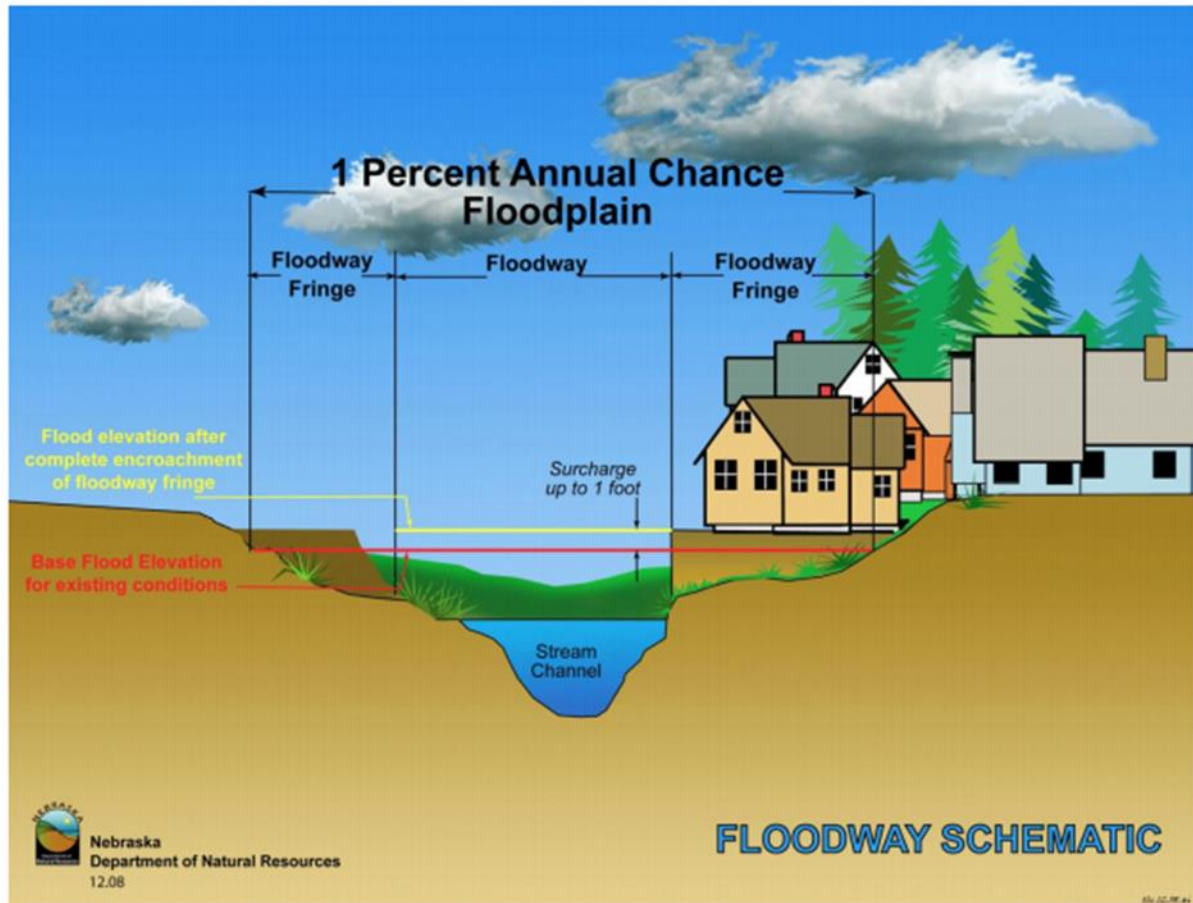 1 Percent Annual Chance
Floodplain
Floodway
Fringe
Floodway
Floodway
Fringe
Flood elevation after
complete encroachment
of floodway fringe
Surcharge
up to 1 foot
Base Flood Elevation
for existing conditions
Stream
Channel
NEBRASKA
Nebraska
Department of Natural Resources
12.08
FLOODWAY SCHEMATIC